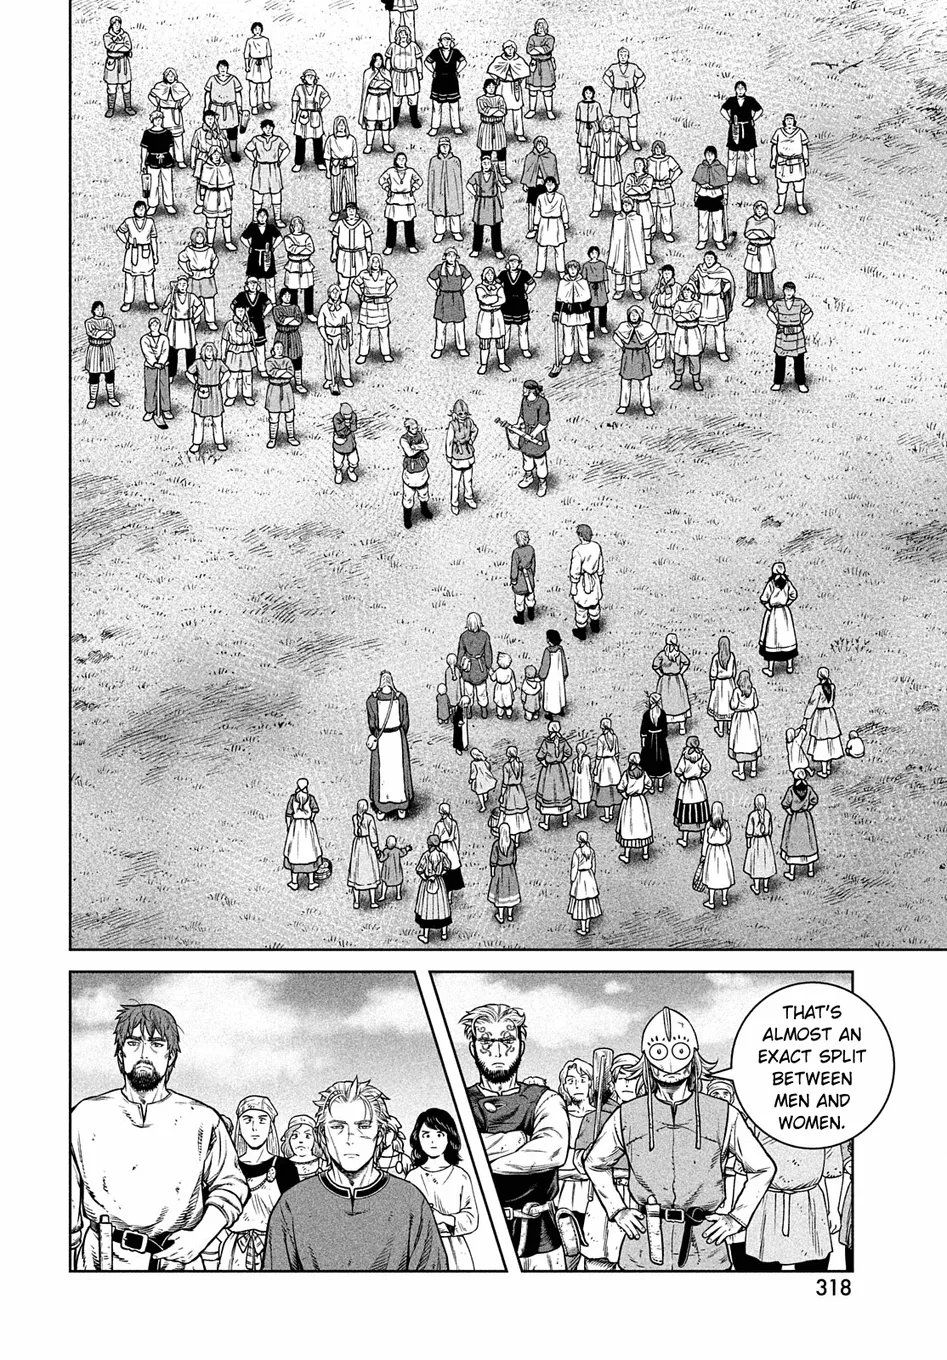 THAT'S
ALMOST AN
EXACT SPLIT
BETWEEN
MEN AND
WOMEN.
318